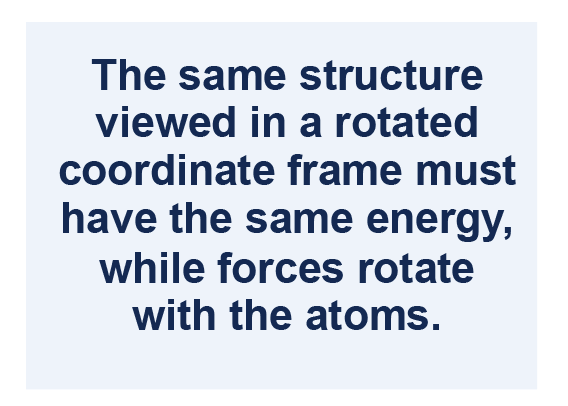 The same structure
viewed in a rotated
coordinate frame must
have the same energy,
while forces rotate
with the atoms.